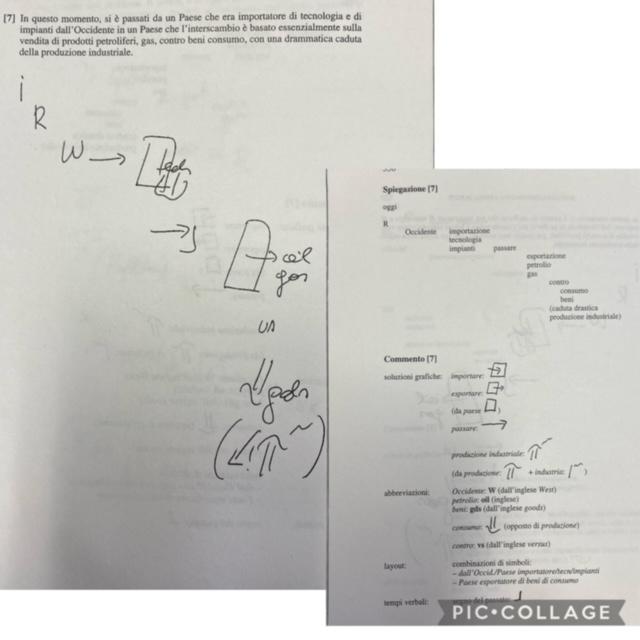 [7] In questo momento, si è passati da un Paese che era importatore di tecnologia e di
impianti dall'Occidente in un Paese che l'interscambio è basato essenzialmente sulla
vendita di prodotti petroliferi, gas, contro beni consumo, con una drammatica caduta
della produzione industriale.
i
R
W
oil
gas
vs
gds
Spiegazione [7]
oggi
R
Occidente importazione
tecnologia
impianti passare
esportazione
petrolio
gas
contro
consumo
beni
(caduta drastica
produzione industriale)
Commento [7]
soluzioni grafiche: importare:
esportare:
(da paese )
passare:
produzione industriale:
(da produzione: + industria: )
abbreviazioni: Occidente: W (dall'inglese West)
petrolio: oil (inglese)
beni: gds (dall'inglese goods)
consumo: (opposto di produzione)
contro: vs (dall'inglese versus)
layout: combinazioni di simboli:
– dall'Occid./Paese importatore/tecn/impianti
– Paese esportatore di beni di consumo
tempi verbali:
PIC•COLLAGE